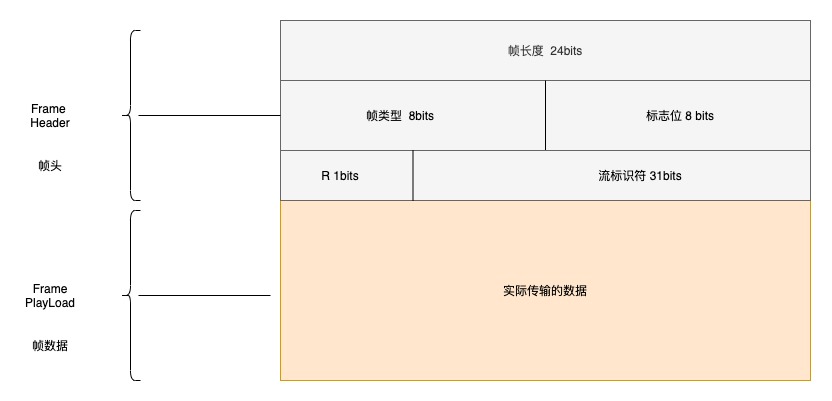 帧长度 24bits
帧类型 8bits
标志位 8 bits
Frame
Header
帧头
R 1bits
流标识符 31bits
Frame
PlayLoad
实际传输的数据
帧数据